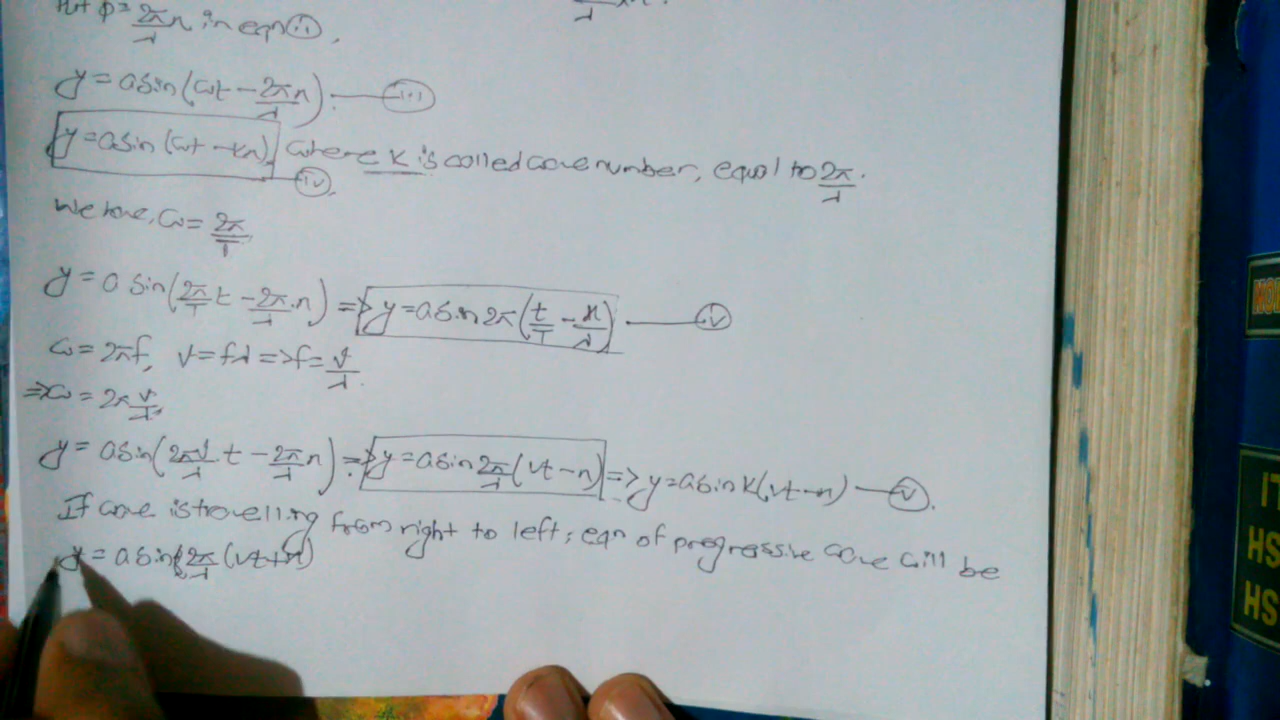 Put φ = 2π/λ x in eqn (ii),
y = a sin(ωt - 2π/λ x). — (iii)
y = a sin(ωt - kx), where k is called wave number, equal to 2π/λ.
— (iv).
We have, ω = 2π/T
y = a sin(2π/T t - 2π/λ x) => y = a sin 2π(t/T - x/λ) — (v)
ω = 2πf, v = fλ => f = v/λ.
=> ω = 2π v/λ,
y = a sin(2πv/λ t - 2π/λ x) => y = a sin 2π/λ (vt - x) => y = a sin k(vt - x) — (v).
If wave is travelling from right to left; eqn of progressive wave will be
y = a sin 2π/λ (vt + x)
IT
HS
HS